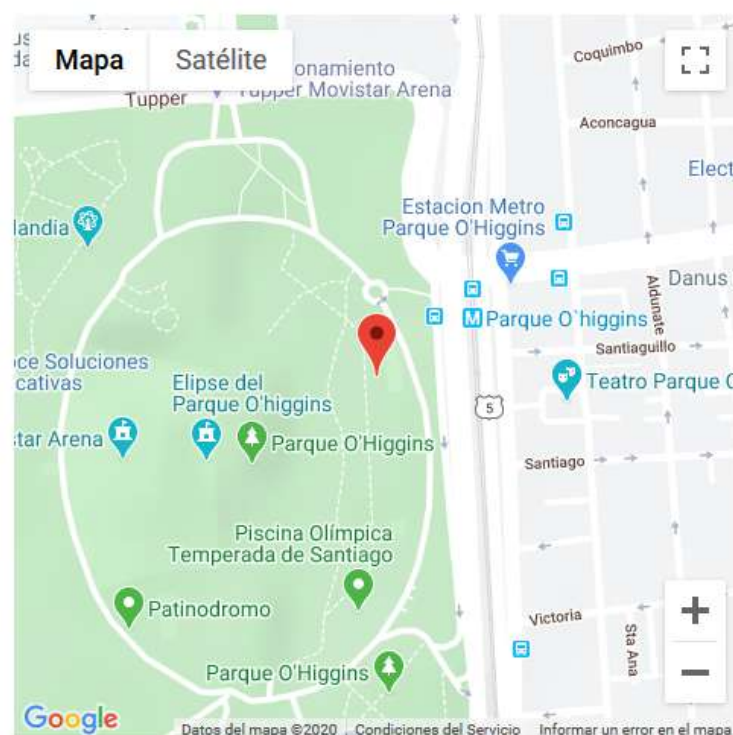 Mapa
Satélite
Coquimbo
onamiento
Tupper Movistar Arena
Tupper
Aconcagua
Elect
Estacion Metro
Parque O'Higgins
landia
Danus
Aldunate
M Parque O`higgins
Santiaguillo
oce Soluciones
cativas
Elipse del
Parque O'higgins
Teatro Parque C
5
star Arena
Parque O'Higgins
Santiago
Piscina Olímpica
Temperada de Santiago
Patinodromo
Victoria
Sta Ana
Parque O'Higgins
Google
Datos del mapa ©2020
Condiciones del Servicio
Informar un error en el mapa